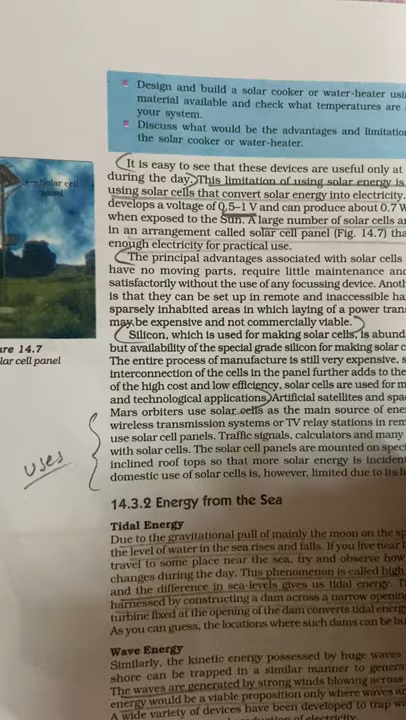 Design and build a solar cooker or water-heater usi
material available and check what temperatures are
your system.
Discuss what would be the advantages and limitation
the solar cooker or water-heater.
It is easy to see that these devices are useful only at
during the day. This limitation of using solar energy is
using solar cells that convert solar energy into electricity.
develops a voltage of 0.5–1 V and can produce about 0.7 W
when exposed to the Sun. A large number of solar cells ar
in an arrangement called solar cell panel (Fig. 14.7) tha
enough electricity for practical use.
The principal advantages associated with solar cells
have no moving parts, require little maintenance and
satisfactorily without the use of any focussing device. Anot
is that they can be set up in remote and inaccessible ha
sparsely inhabited areas in which laying of a power tran
may be expensive and not commercially viable.
Silicon, which is used for making solar cells, is abund
but availability of the special grade silicon for making solar c
The entire process of manufacture is still very expensive, s
interconnection of the cells in the panel further adds to the
of the high cost and low efficiency, solar cells are used for m
and technological applications. Artificial satellites and spa
Mars orbiters use solar cells as the main source of ene
wireless transmission systems or TV relay stations in rem
use solar cell panels. Traffic signals, calculators and many
with solar cells. The solar cell panels are mounted on speci
inclined roof tops so that more solar energy is inciden
domestic use of solar cells is, however, limited due to its h
Solar cell
panel
ure 14.7
lar cell panel
uses
14.3.2 Energy from the Sea
Tidal Energy
Due to the gravitational pull of mainly the moon on the sp
the level of water in the sea rises and falls. If you live near t
travel to some place near the sea, try and observe how
changes during the day. This phenomenon is called high
and the difference in sea-levels gives us tidal energy. T
harnessed by constructing a dam across a narrow opening
turbine fixed at the opening of the dam converts tidal energ
As you can guess, the locations where such dams can be bu
Wave Energy
Similarly, the kinetic energy possessed by huge waves
shore can be trapped in a similar manner to genera
The waves are generated by strong winds blowing across
energy would be a viable proposition only where waves ar
A wide variety of devices have been developed to trap wa
of electricity.